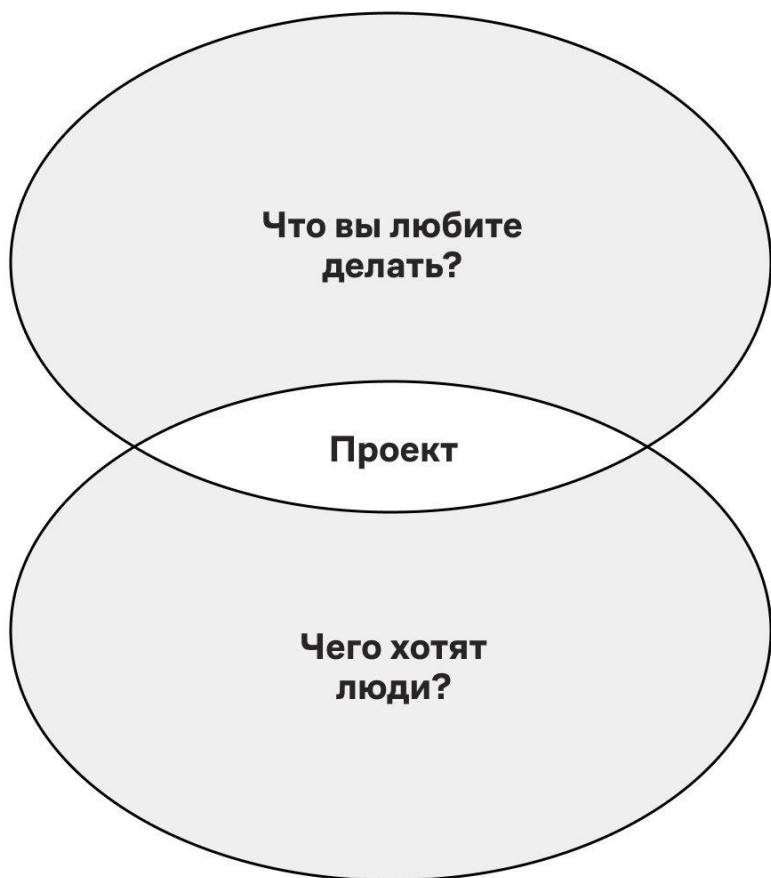 Что вы любите
делать?
Проект
Чего хотят
люди?